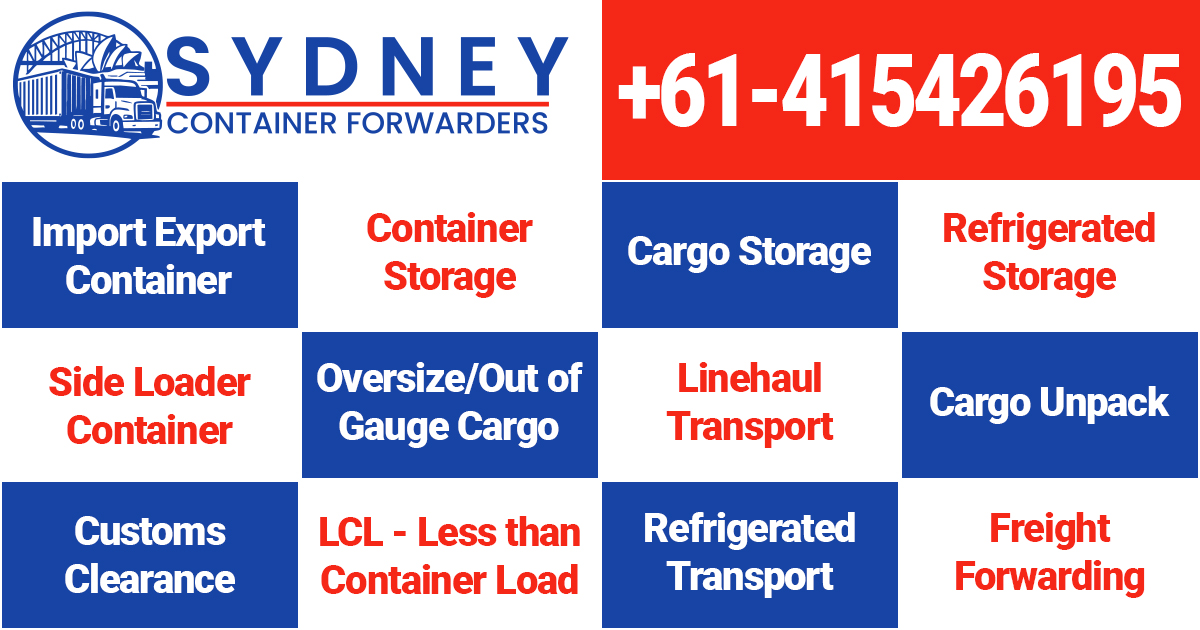 SYDNEY
CONTAINER FORWARDERS
+61-415426195
Import Export
Container
Container
Storage
Cargo Storage
Refrigerated
Storage
Side Loader
Container
Oversize/Out of
Gauge Cargo
Linehaul
Transport
Cargo Unpack
Customs
Clearance
LCL - Less than
Container Load
Refrigerated
Transport
Freight
Forwarding